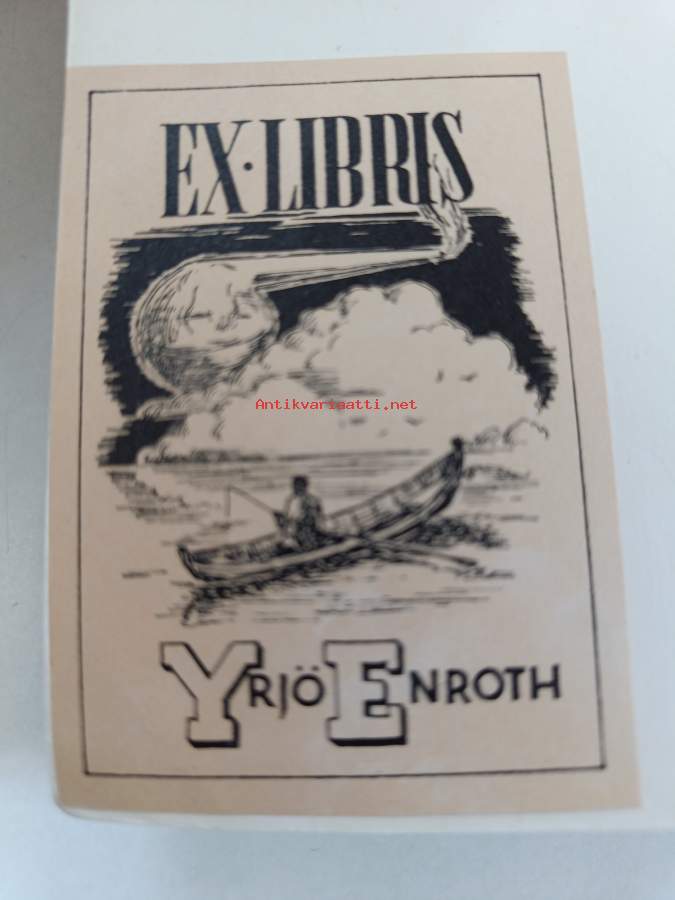 EX·LIBRIS
Antikvariaatti.net
YRJÖ ENROTH